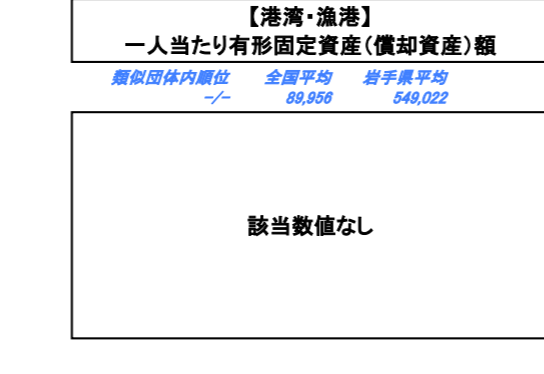 【港湾・漁港】
一人当たり有形固定資産(償却資産)額
類似団体内順位 全国平均 岩手県平均
-/- 89,956 549,022
該当数値なし